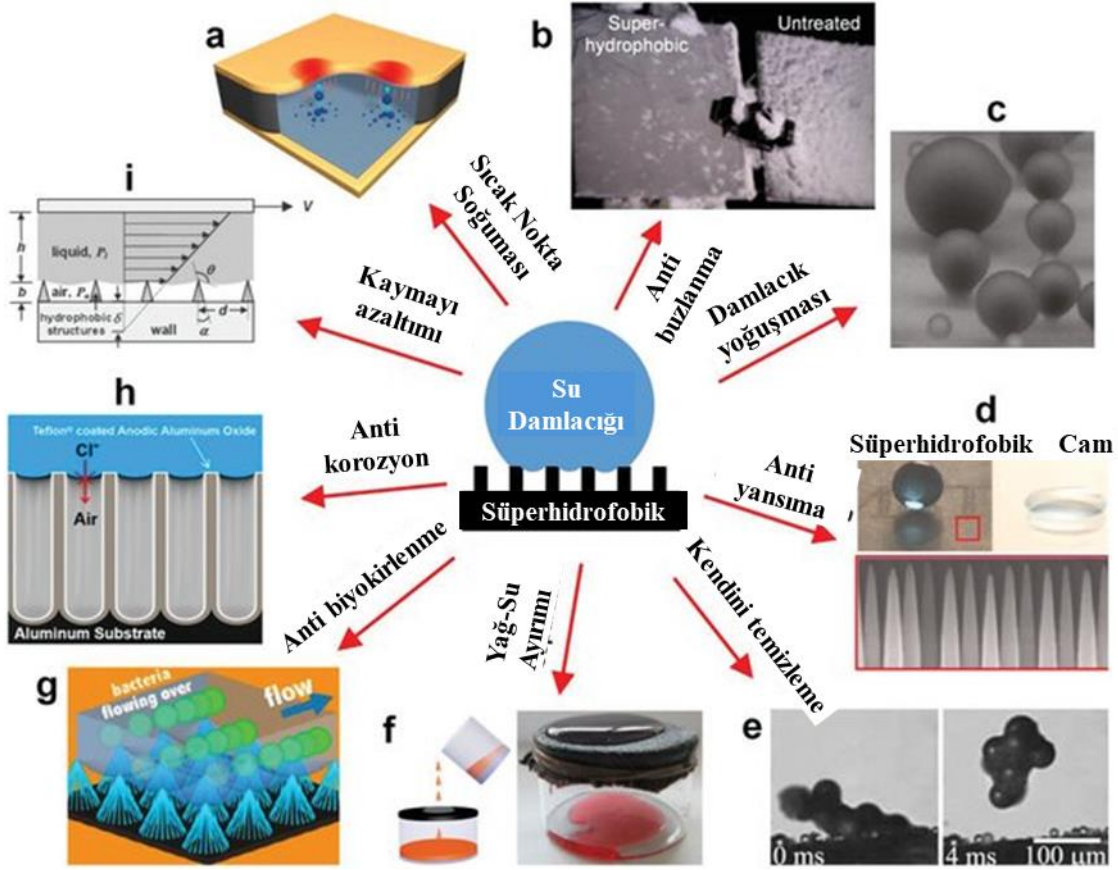 a
b
Super-
hydrophobic
Untreated
c
Sıcak Nokta
Soğuması
Anti
buzlanma
Damlacık
yoğuşması
i
V
h
liquid, P
θ
b
air, P
d
hydrophobic
structures
δ
wall
α
Kaymayı
azaltımı
Su
Damlacığı
Süperhidrofobik
h
Teflon® coated Anodic Aluminum Oxide
Cl⁻
Air
Aluminum Substrate
Anti
korozyon
d
Süperhidrofobik
Cam
Anti
yansıma
Anti biyokirlenme
Yağ-Su
Ayırımı
Kendini temizleme
g
bacteria
flowing over
flow
f
e
0 ms
4 ms
100 µm